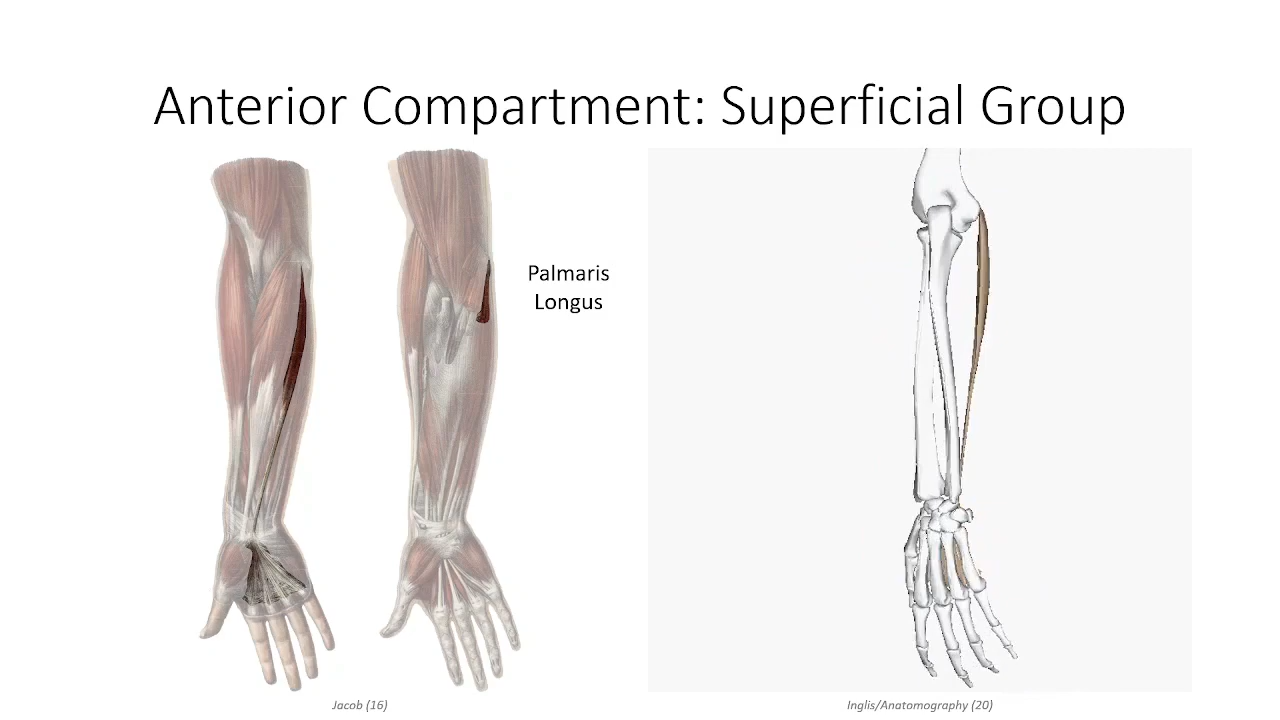 Anterior Compartment: Superficial Group
Palmaris
Longus
Jacob (16)
Inglis/Anatomography (20)